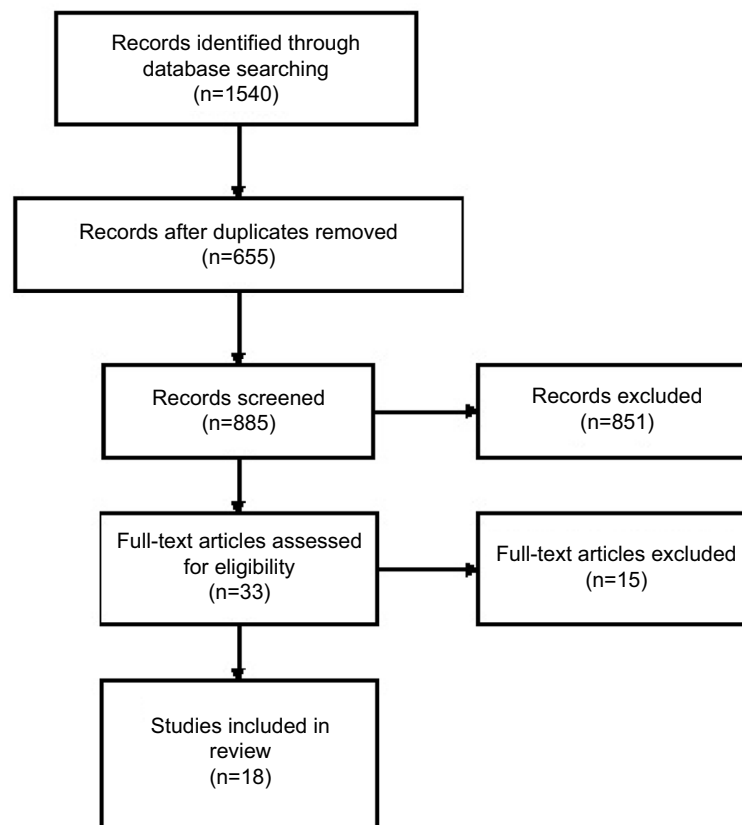 Records identified through
database searching
(n=1540)
Records after duplicates removed
(n=655)
Records screened
(n=885)
Records excluded
(n=851)
Full-text articles assessed
for eligibility
(n=33)
Full-text articles excluded
(n=15)
Studies included in
review
(n=18)